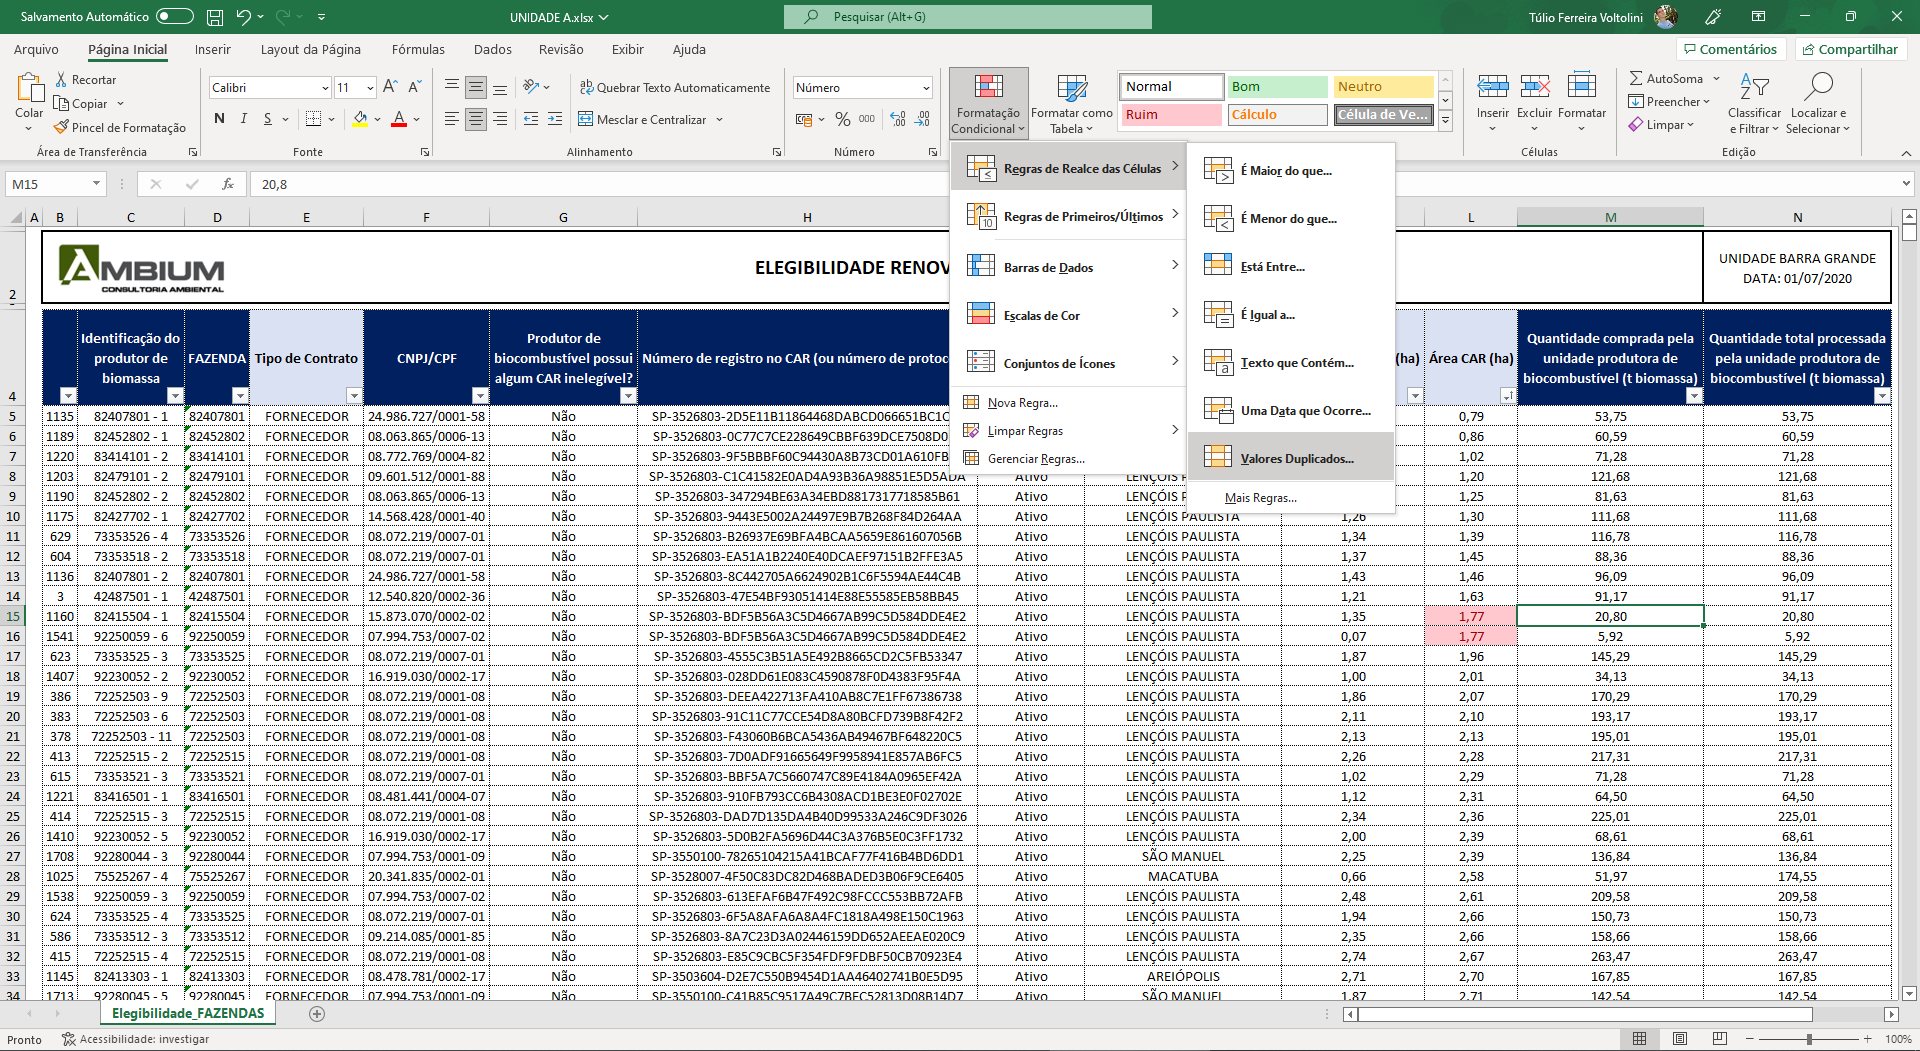 Salvamento Automático
UNIDADE A.xlsx
Pesquisar (Alt+G)
Túlio Ferreira Voltolini
Arquivo Página Inicial Inserir Layout da Página Fórmulas Dados Revisão Exibir Ajuda
Comentários Compartilhar
Colar
Recortar
Copiar
Pincel de Formatação
Área de Transferência
Calibri 11
N I S
Fonte
Quebrar Texto Automaticamente
Mesclar e Centralizar
Alinhamento
Número
% 000
Número
Formatação Condicional
Formatar como Tabela
Normal Bom Neutro
Ruim Cálculo Célula de Ve...
Inserir Excluir Formatar
Células
AutoSoma
Preencher
Limpar
Classificar e Filtrar
Localizar e Selecionar
Edição
M15 fx 20,8
Regras de Realce das Células
Regras de Primeiros/Últimos
Barras de Dados
Escalas de Cor
Conjuntos de Ícones
Nova Regra...
Limpar Regras
Gerenciar Regras...
É Maior do que...
É Menor do que...
Está Entre...
É Igual a...
Texto que Contém...
Uma Data que Ocorre...
Valores Duplicados...
Mais Regras...
A B C D E F G H L M N
2 AMBIUM
CONSULTORIA AMBIENTAL
ELEGIBILIDADE RENOV
UNIDADE BARRA GRANDE
DATA: 01/07/2020
4 Identificação do produtor de biomassa FAZENDA Tipo de Contrato CNPJ/CPF Produtor de biocombustível possui algum CAR inelegível? Número de registro no CAR (ou número de protoco (ha) Área CAR (ha) Quantidade comprada pela unidade produtora de biocombustível (t biomassa) Quantidade total processada pela unidade produtora de biocombustível (t biomassa)
5 1135 82407801 - 1 82407801 FORNECEDOR 24.986.727/0001-58 Não SP-3526803-2D5E11B11864468DABCD066651BC1C 0,79 53,75 53,75
6 1189 82452802 - 1 82452802 FORNECEDOR 08.063.865/0006-13 Não SP-3526803-0C77C7CE228649CBBF639DCE7508D0 0,86 60,59 60,59
7 1220 83414101 - 2 83414101 FORNECEDOR 08.772.769/0004-82 Não SP-3526803-9F5BBBF60C94430A8B73CD01A610FB 1,02 71,28 71,28
8 1203 82479101 - 2 82479101 FORNECEDOR 09.601.512/0001-88 Não SP-3526803-C1C41582E0AD4A93B36A98851E5D5ADA Ativo LENÇÓIS P 1,20 121,68 121,68
9 1190 82452802 - 2 82452802 FORNECEDOR 08.063.865/0006-13 Não SP-3526803-347294BE63A34EBD8817317718585B61 Ativo LENÇÓIS P 1,25 81,63 81,63
10 1175 82427702 - 1 82427702 FORNECEDOR 14.568.428/0001-40 Não SP-3526803-9443E5002A24497E9B7B268F84D264AA Ativo LENÇÓIS PAULISTA 1,26 1,30 111,68 111,68
11 629 73353526 - 4 73353526 FORNECEDOR 08.072.219/0007-01 Não SP-3526803-B26937E69BFA4BCAA5659E861607056B Ativo LENÇÓIS PAULISTA 1,34 1,39 116,78 116,78
12 604 73353518 - 2 73353518 FORNECEDOR 08.072.219/0007-01 Não SP-3526803-EA51A1B2240E40DCAEF97151B2FFE3A5 Ativo LENÇÓIS PAULISTA 1,37 1,45 88,36 88,36
13 1136 82407801 - 2 82407801 FORNECEDOR 24.986.727/0001-58 Não SP-3526803-8C442705A6624902B1C6F5594AE44C4B Ativo LENÇÓIS PAULISTA 1,43 1,46 96,09 96,09
14 3 42487501 - 1 42487501 FORNECEDOR 12.540.820/0002-36 Não SP-3526803-47E54BF93051414E88E55585EB58BB45 Ativo LENÇÓIS PAULISTA 1,21 1,63 91,17 91,17
15 1160 82415504 - 1 82415504 FORNECEDOR 15.873.070/0002-02 Não SP-3526803-BDF5B56A3C5D4667AB99C5D584DDE4E2 Ativo LENÇÓIS PAULISTA 1,35 1,77 20,80 20,80
16 1541 92250059 - 6 92250059 FORNECEDOR 07.994.753/0007-02 Não SP-3526803-BDF5B56A3C5D4667AB99C5D584DDE4E2 Ativo LENÇÓIS PAULISTA 0,07 1,77 5,92 5,92
17 623 73353525 - 3 73353525 FORNECEDOR 08.072.219/0007-01 Não SP-3526803-4555C3B51A5E492B8665CD2C5FB53347 Ativo LENÇÓIS PAULISTA 1,87 1,96 145,29 145,29
18 1407 92230052 - 2 92230052 FORNECEDOR 16.919.030/0002-17 Não SP-3526803-028DD61E083C4590878F0D4383F95F4A Ativo LENÇÓIS PAULISTA 1,00 2,01 34,13 34,13
19 386 72252503 - 9 72252503 FORNECEDOR 08.072.219/0001-08 Não SP-3526803-DEEA422713FA410AB8C7E1FF67386738 Ativo LENÇÓIS PAULISTA 1,86 2,07 170,29 170,29
20 383 72252503 - 6 72252503 FORNECEDOR 08.072.219/0001-08 Não SP-3526803-91C11C77CCE54D8A80BCFD739B8F42F2 Ativo LENÇÓIS PAULISTA 2,11 2,10 193,17 193,17
21 378 72252503 - 11 72252503 FORNECEDOR 08.072.219/0001-08 Não SP-3526803-F43060B6BCA5436AB49467BF648220C5 Ativo LENÇÓIS PAULISTA 2,13 2,13 195,01 195,01
22 413 72252515 - 2 72252515 FORNECEDOR 08.072.219/0001-08 Não SP-3526803-7D0ADF91665649F9958941E857AB6FC5 Ativo LENÇÓIS PAULISTA 2,26 2,28 217,31 217,31
23 615 73353521 - 3 73353521 FORNECEDOR 08.072.219/0007-01 Não SP-3526803-BBF5A7C5660747C89E4184A0965EF42A Ativo LENÇÓIS PAULISTA 1,02 2,29 71,28 71,28
24 1221 83416501 - 1 83416501 FORNECEDOR 08.481.441/0004-07 Não SP-3526803-910FB793CC6B4308ACD1BE3E0F02702E Ativo LENÇÓIS PAULISTA 1,12 2,31 64,50 64,50
25 414 72252515 - 3 72252515 FORNECEDOR 08.072.219/0001-08 Não SP-3526803-DAD7D135DA4B40D99533A246C9DF3026 Ativo LENÇÓIS PAULISTA 2,34 2,36 225,01 225,01
26 1410 92230052 - 5 92230052 FORNECEDOR 16.919.030/0002-17 Não SP-3526803-5D0B2FA5696D44C3A376B5E0C3FF1732 Ativo LENÇÓIS PAULISTA 2,00 2,39 68,61 68,61
27 1708 92280044 - 3 92280044 FORNECEDOR 07.994.753/0001-09 Não SP-3550100-78265104215A41BCAF77F416B4BD6DD1 Ativo SÃO MANUEL 2,25 2,39 136,84 136,84
28 1025 75525267 - 4 75525267 FORNECEDOR 20.341.835/0002-01 Não SP-3528007-4F50C83DC82D468BADED3B06F9CE6405 Ativo MACATUBA 0,66 2,58 51,97 174,55
29 1538 92250059 - 3 92250059 FORNECEDOR 07.994.753/0007-02 Não SP-3526803-613EFAF6B47F492C98FCCC553BB72AFB Ativo LENÇÓIS PAULISTA 2,48 2,61 209,58 209,58
30 624 73353525 - 4 73353525 FORNECEDOR 08.072.219/0007-01 Não SP-3526803-6F5A8AFA6A8A4FC1818A498E150C1963 Ativo LENÇÓIS PAULISTA 1,94 2,66 150,73 150,73
31 586 73353512 - 3 73353512 FORNECEDOR 09.214.085/0001-85 Não SP-3526803-8A7C23D3A02446159DD652AEEAE020C9 Ativo LENÇÓIS PAULISTA 2,35 2,66 158,66 158,66
32 415 72252515 - 4 72252515 FORNECEDOR 08.072.219/0001-08 Não SP-3526803-E85C9CBC5F354FDF9FDBF50CB70923E4 Ativo LENÇÓIS PAULISTA 2,74 2,67 263,47 263,47
33 1145 82413303 - 1 82413303 FORNECEDOR 08.478.781/0002-17 Não SP-3503604-D2E7C550B9454D1AA46402741B0E5D95 Ativo AREIÓPOLIS 2,71 2,70 167,85 167,85
34 1713 92280045 - 5 92280045 FORNECEDOR 07.994.753/0001-09 Não SP-3550100-C41B85C9517A49C7BEC52813D08B14D7 Ativo SÃO MANUEL 1,87 2,71 142,54 142,54
Elegibilidade_FAZENDAS
Pronto Acessibilidade: investigar 100%